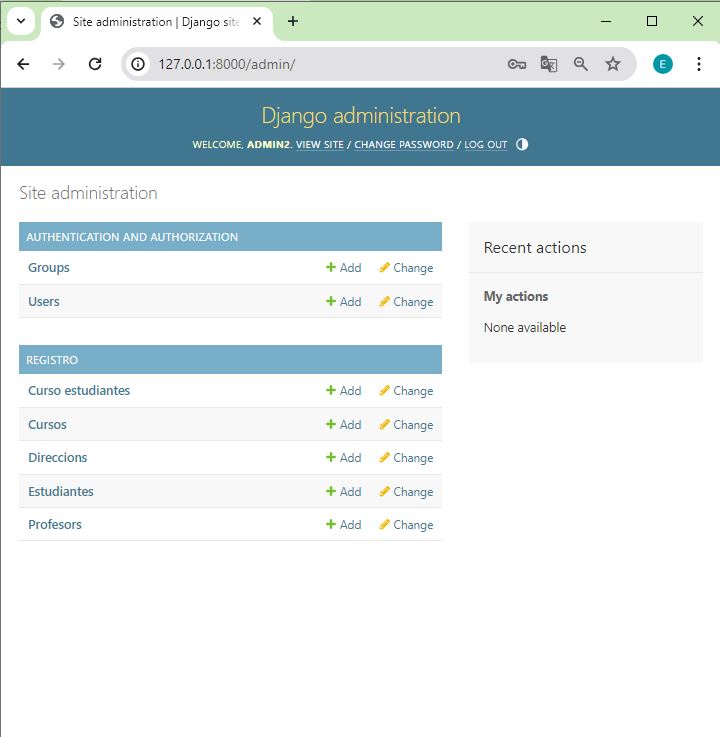 Site administration | Django site
127.0.0.1:8000/admin/
E
Django administration
WELCOME, ADMIN2. VIEW SITE / CHANGE PASSWORD / LOG OUT
Site administration
AUTHENTICATION AND AUTHORIZATION
Groups Add Change
Users Add Change
REGISTRO
Curso estudiantes Add Change
Cursos Add Change
Direccions Add Change
Estudiantes Add Change
Profesors Add Change
Recent actions
My actions
None available